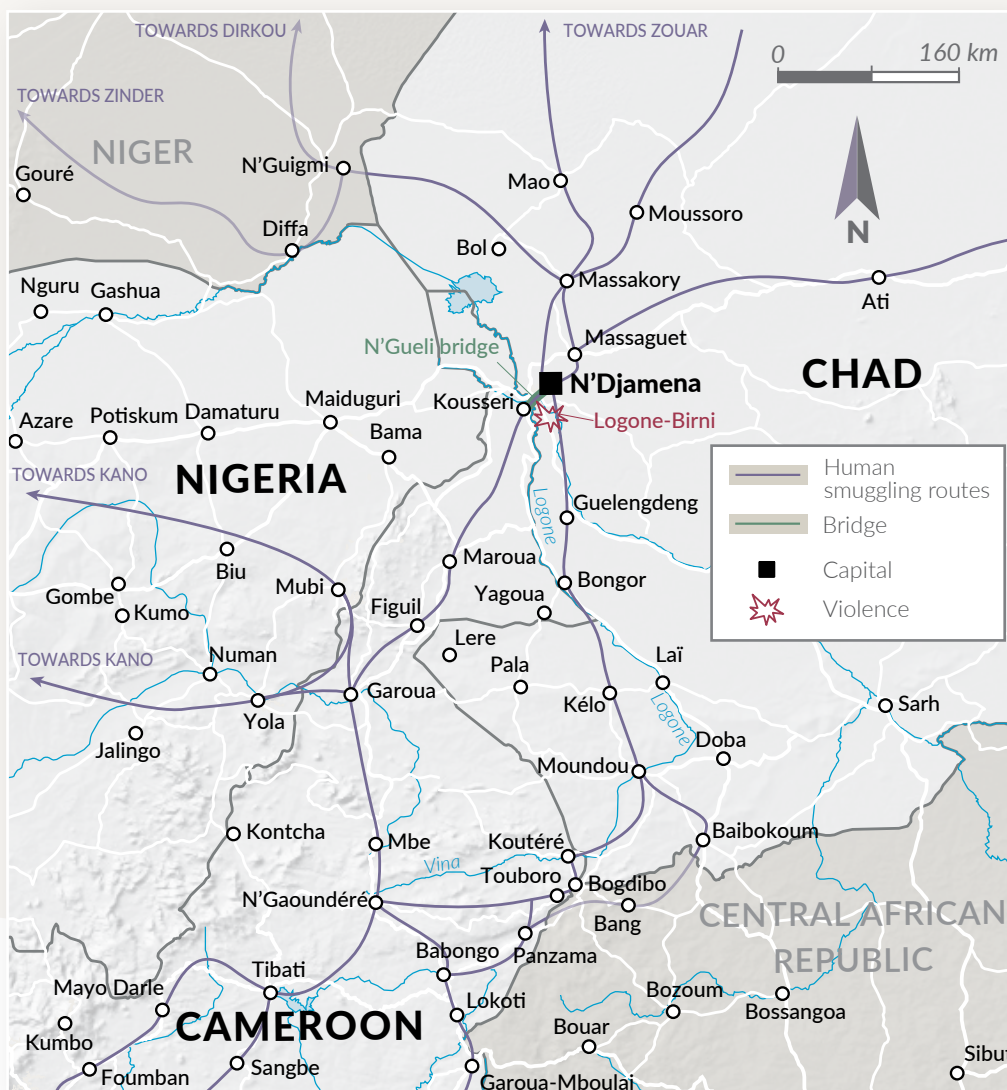 TOWARDS DIRKOU
TOWARDS ZOUAR
0
160 km
TOWARDS ZINDER
NIGER
N'Guigmi
Gouré
Mao
Moussoro
N
Diffa
Bol
Nguru
Gashua
Massakory
Ati
N'Gueli bridge
Massaguet
CHAD
N'Djamena
Kousseri
Logone-Birni
Azare
Potiskum
Damaturu
Maiduguri
Bama
TOWARDS KANO
NIGERIA
Human
smuggling routes
Bridge
Capital
Violence
Logone
Guelengdeng
Biu
Maroua
Gombe
Kumo
Mubi
Bongor
Yagoua
Figuil
TOWARDS KANO
Numan
Lere
Pala
Laï
Garoua
Kélo
Logone
Sarh
Yola
Jalingo
Doba
Moundou
Kontcha
Mbe
Koutéré
Baibokoum
Vina
Touboro
Bogdibo
N'Gaoundéré
Bang
CENTRAL AFRICAN
REPUBLIC
Babongo
Panzama
Tibati
Mayo Darle
Lokoti
Bozoum
Bossangoa
CAMEROON
Kumbo
Bouar
Sangbe
Foumban
Garoua-Mboulai
Sibut